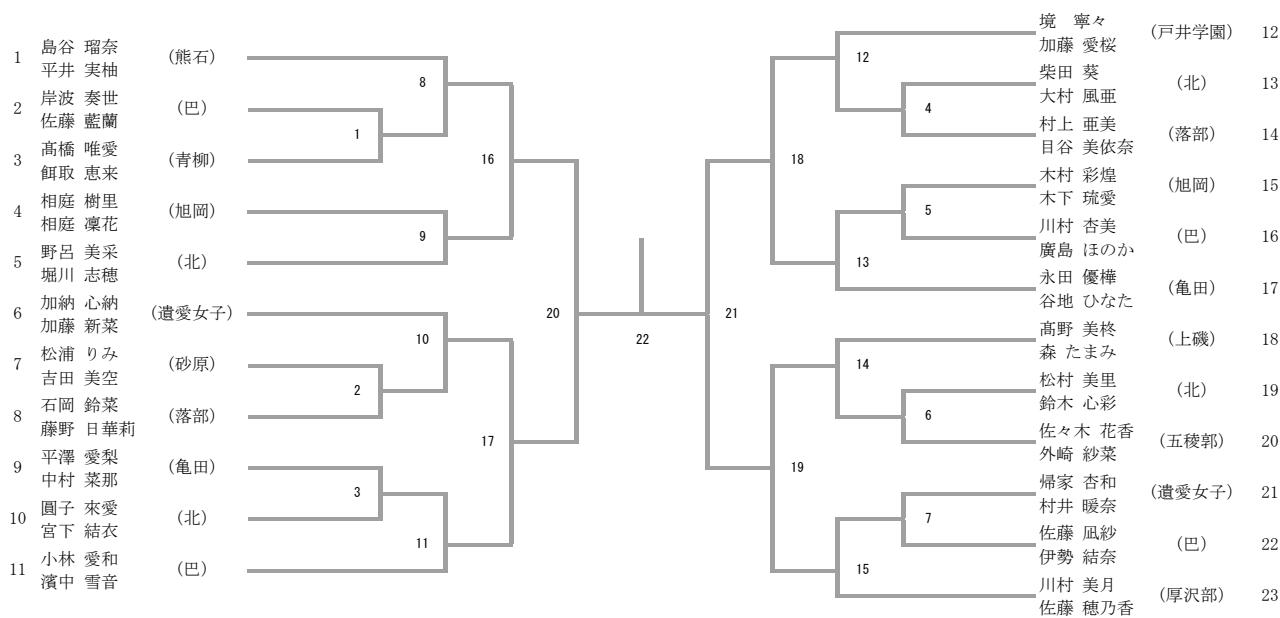 島谷 瑠奈
1 (熊石)
平井 実柚
岸波 奏世
2 (巴)
佐藤 藍蘭
髙橋 唯愛
3 (青柳)
餌取 恵来
相庭 樹里
4 (旭岡)
相庭 凜花
野呂 美采
5 (北)
堀川 志穂
加納 心納
6 (遺愛女子)
加藤 新菜
松浦 りみ
7 (砂原)
吉田 美空
石岡 鈴菜
8 (落部)
藤野 日華莉
平澤 愛梨
9 (亀田)
中村 菜那
圓子 來愛
10 (北)
宮下 結衣
小林 愛和
11 (巴)
濱中 雪音
8
1
16
9
20
10
2
17
3
11
22
21
12
4
18
5
13
14
6
19
7
15
境 寧々
(戸井学園) 12
加藤 愛桜
柴田 葵
(北) 13
大村 風亜
村上 亜美
(落部) 14
目谷 美依奈
木村 彩煌
(旭岡) 15
木下 琉愛
川村 杏美
(巴) 16
廣島 ほのか
永田 優樺
(亀田) 17
谷地 ひなた
髙野 美柊
(上磯) 18
森 たまみ
松村 美里
(北) 19
鈴木 心彩
佐々木 花香
(五稜郭) 20
外崎 紗菜
帰家 杏和
(遺愛女子) 21
村井 暖奈
佐藤 凪紗
(巴) 22
伊勢 結奈
川村 美月
(厚沢部) 23
佐藤 穂乃香